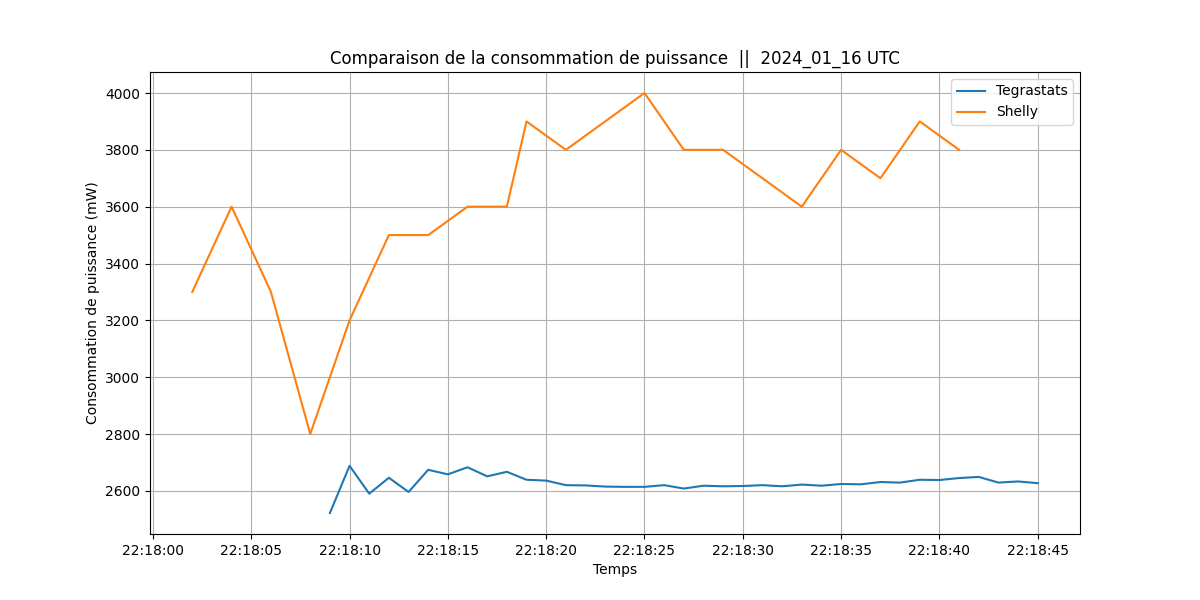 Comparaison de la consommation de puissance || 2024_01_16 UTC
Tegrastats
Shelly
Consommation de puissance (mW)
4000
3800
3600
3400
3200
3000
2800
2600
22:18:00 22:18:05 22:18:10 22:18:15 22:18:20 22:18:25 22:18:30 22:18:35 22:18:40 22:18:45
Temps